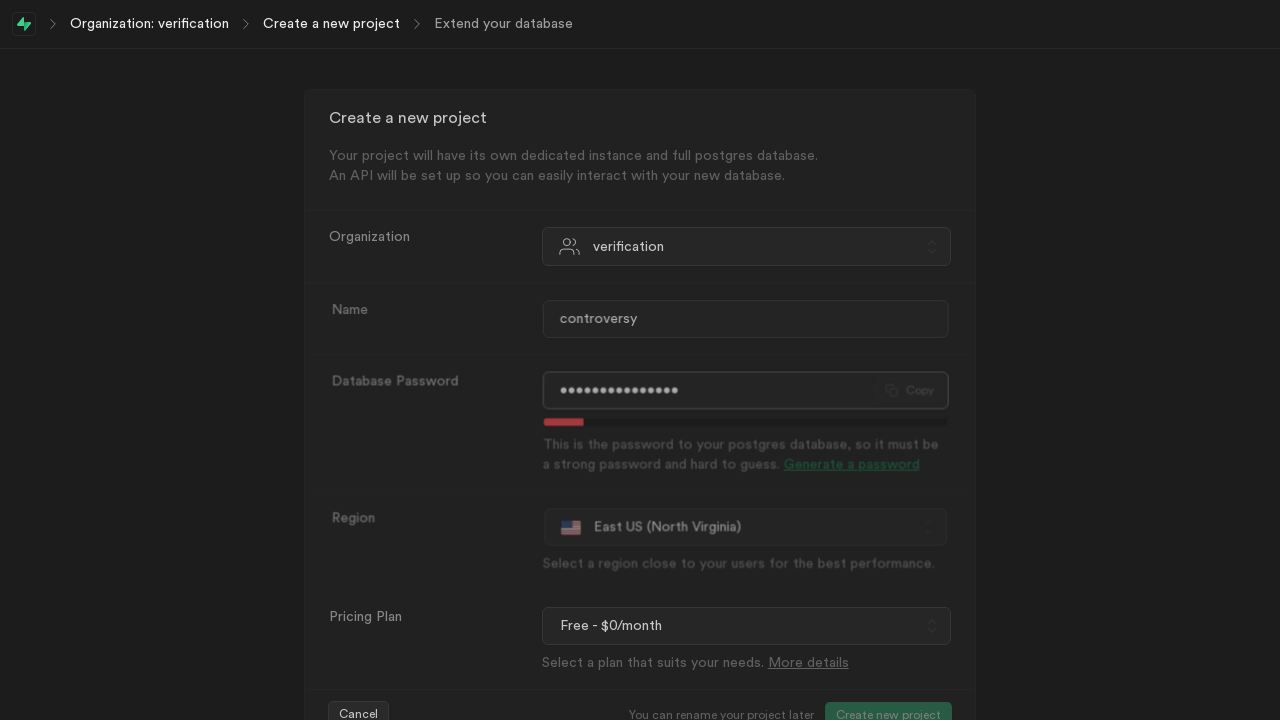 Organization: verification
Create a new project
Extend your database
Create a new project
Your project will have its own dedicated instance and full postgres database.
An API will be set up so you can easily interact with your new database.
Organization
verification
Name
controversy
Database Password
•••••••••••••••
Copy
This is the password to your postgres database, so it must be
a strong password and hard to guess. Generate a password
Region
East US (North Virginia)
Select a region close to your users for the best performance.
Pricing Plan
Free - $0/month
Select a plan that suits your needs. More details
Cancel
You can rename your project later
Create new project